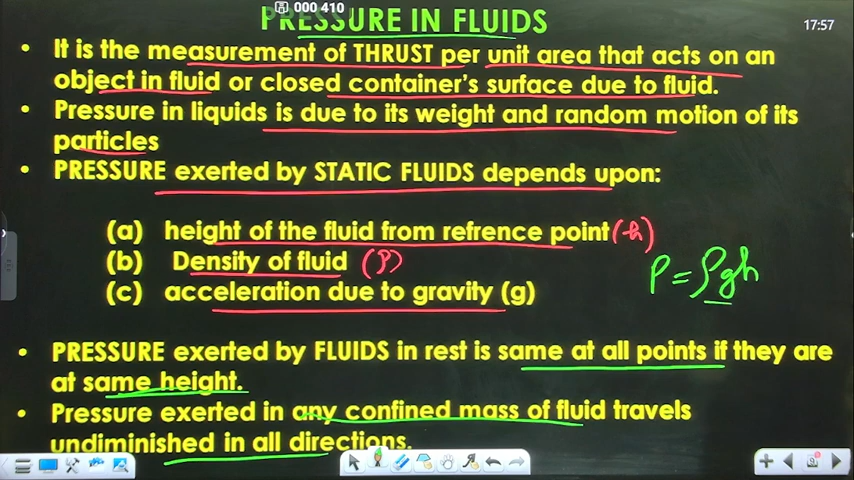 000 410
PRESSURE IN FLUIDS
17:57
• It is the measurement of THRUST per unit area that acts on an
object in fluid or closed container's surface due to fluid.
• Pressure in liquids is due to its weight and random motion of its
particles
• PRESSURE exerted by STATIC FLUIDS depends upon:
(a) height of the fluid from refrence point (h)
(b) Density of fluid (ρ)
(c) acceleration due to gravity (g)
P = ρgh
• PRESSURE exerted by FLUIDS in rest is same at all points if they are
at same height.
• Pressure exerted in any confined mass of fluid travels
undiminished in all directions.